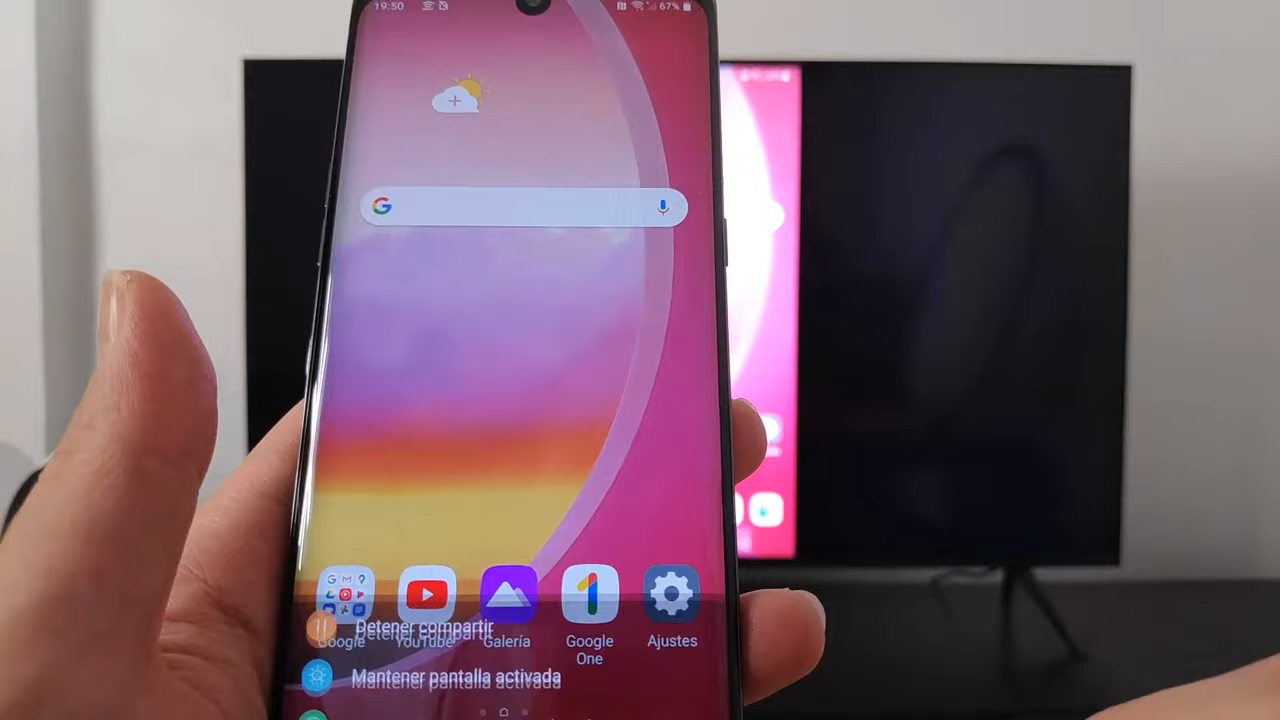 19:50 67%
Google YouTube Galería Google One Ajustes
Detener compartir
Mantener pantalla activada